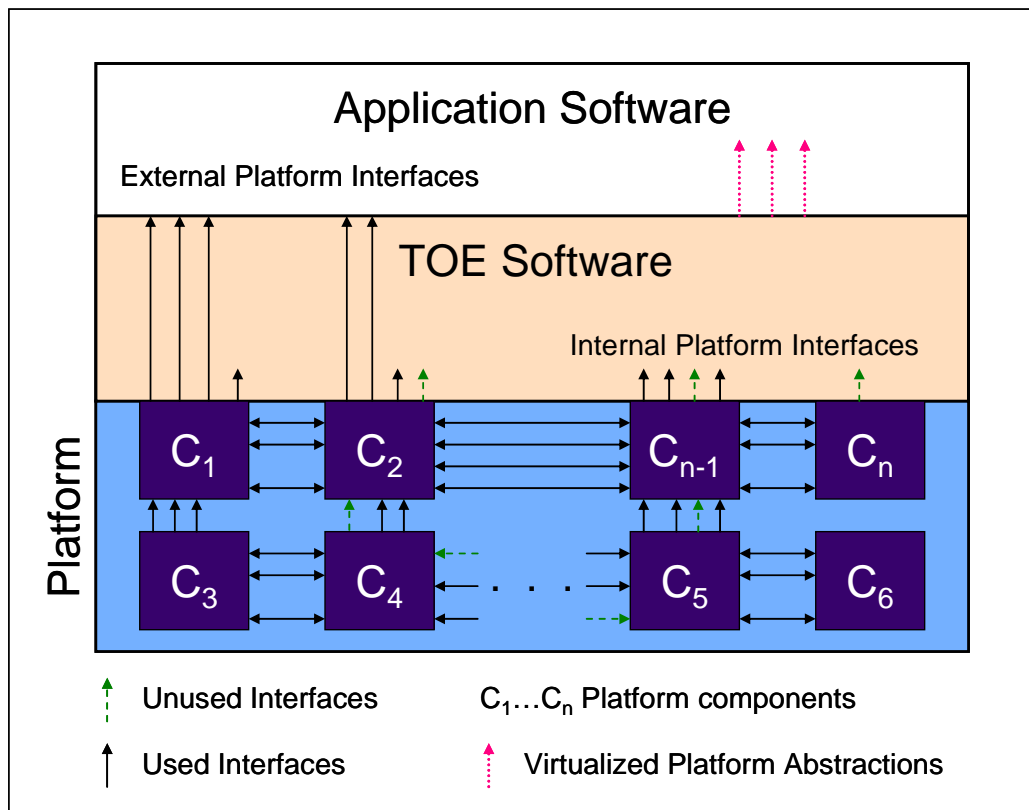 Application Software
External Platform Interfaces
TOE Software
Internal Platform Interfaces
Platform
C1 C2 Cn-1 Cn
C3 C4 . . . C5 C6
Unused Interfaces
C1...Cn Platform components
Used Interfaces
Virtualized Platform Abstractions